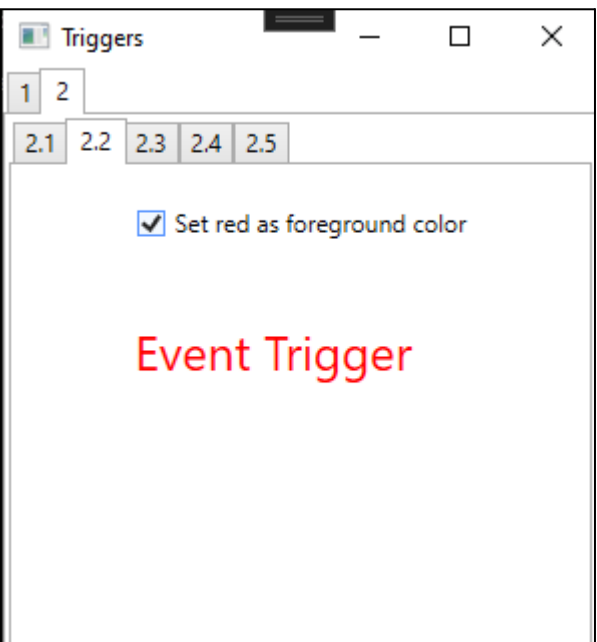 Triggers
1 2
2.1 2.2 2.3 2.4 2.5
Set red as foreground color
Event Trigger